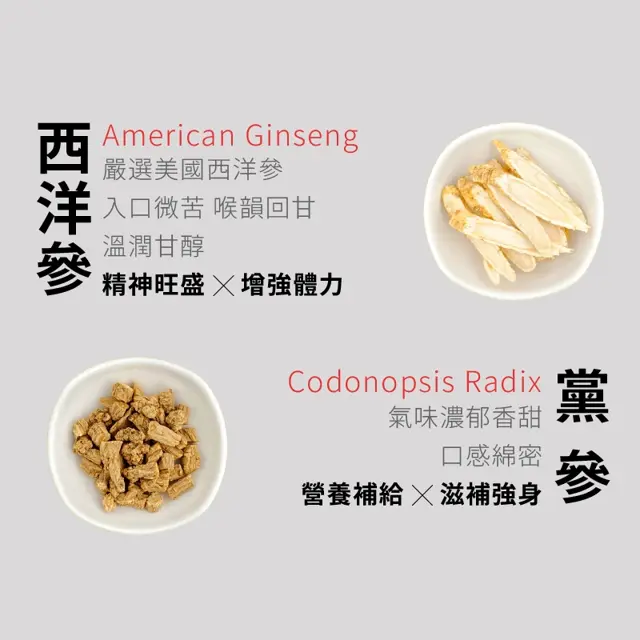 西洋參
American Ginseng
嚴選美國西洋參
入口微苦 喉韻回甘
溫潤甘醇
精神旺盛╳增強體力
黨參
Codonopsis Radix
氣味濃郁香甜
口感綿密
營養補給╳滋補強身